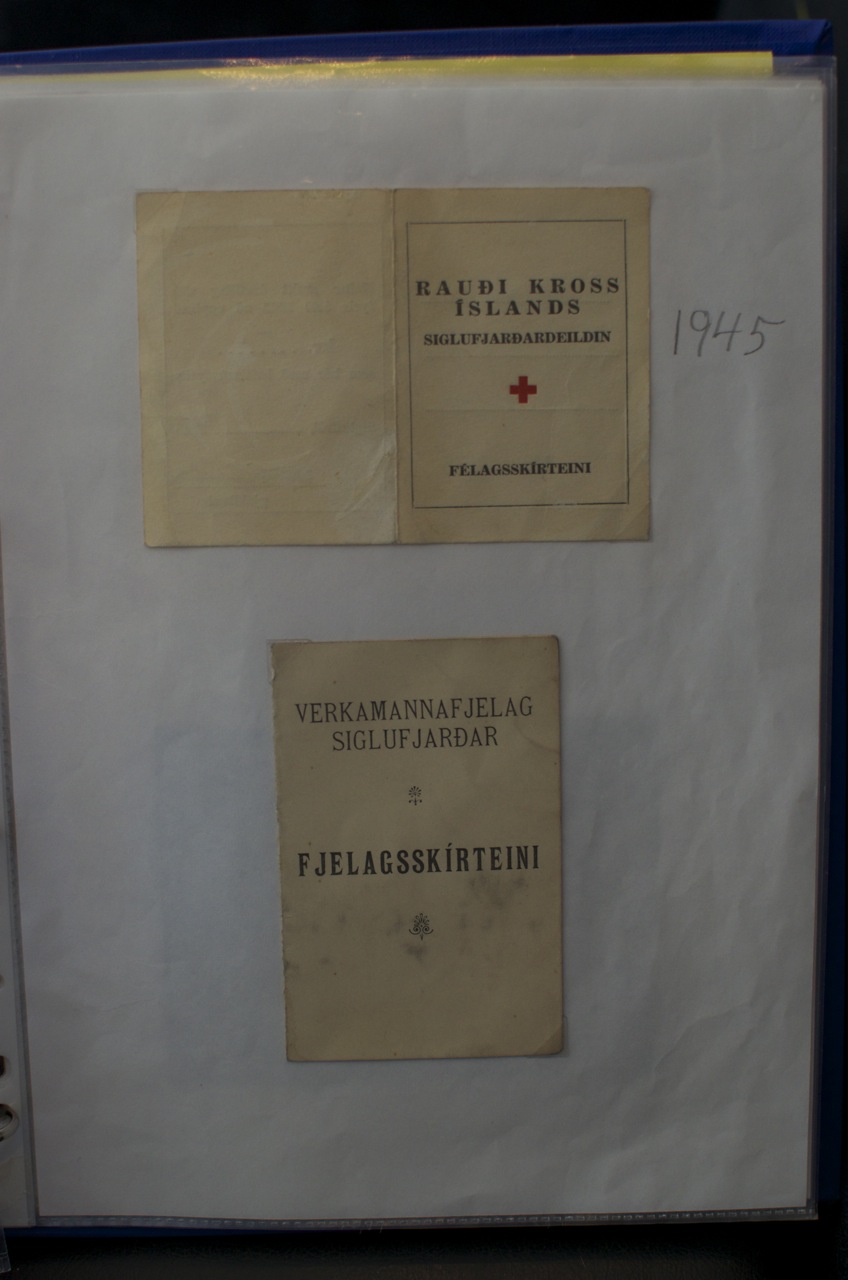 RAUÐI KROSS
ÍSLANDS
SIGLUFJARÐARDEILDIN
FÉLAGSSKÍRTEINI
1945
VERKAMANNAFJELAG
SIGLUFJARÐAR
FJELAGSSKÍRTEINI